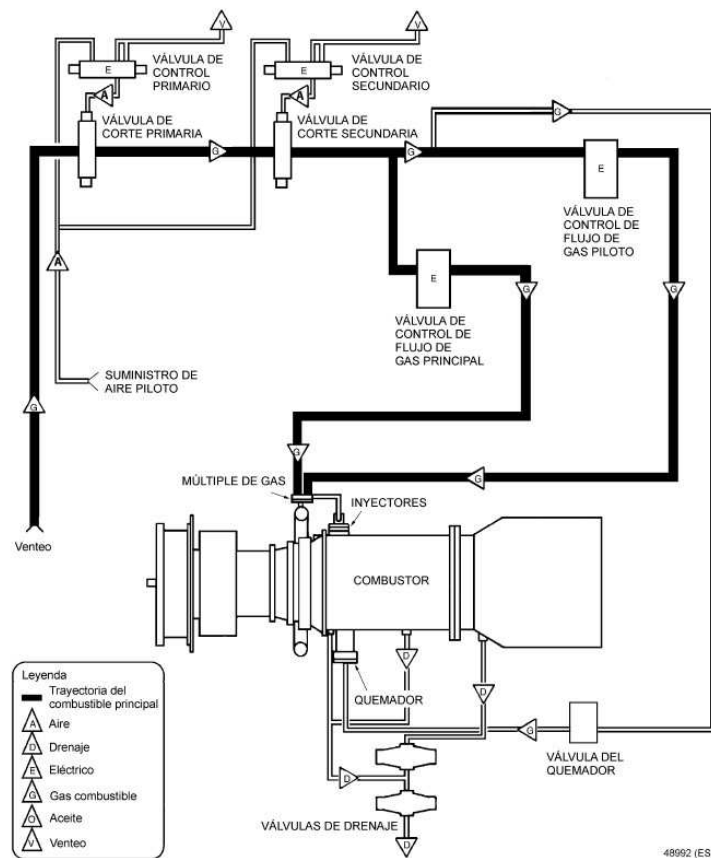 V
V
E
VÁLVULA DE
CONTROL
PRIMARIO
E
VÁLVULA DE
CONTROL
SECUNDARIO
A
A
VÁLVULA DE
CORTE PRIMARIA
VÁLVULA DE
CORTE SECUNDARIA
G
G
G
G
E
VÁLVULA DE
CONTROL DE
FLUJO DE
GAS PILOTO
A
E
G
G
VÁLVULA DE
CONTROL DE
FLUJO DE
GAS PRINCIPAL
SUMINISTRO DE
AIRE PILOTO
G
G
G
MÚLTIPLE DE GAS
INYECTORES
Venteo
COMBUSTOR
D
QUEMADOR
D
G
VÁLVULA DEL
QUEMADOR
D
VÁLVULAS DE DRENAJE
D
Leyenda
Trayectoria del
combustible principal
A Aire
D Drenaje
E Eléctrico
G Gas combustible
O Aceite
V Venteo
48992 (ES